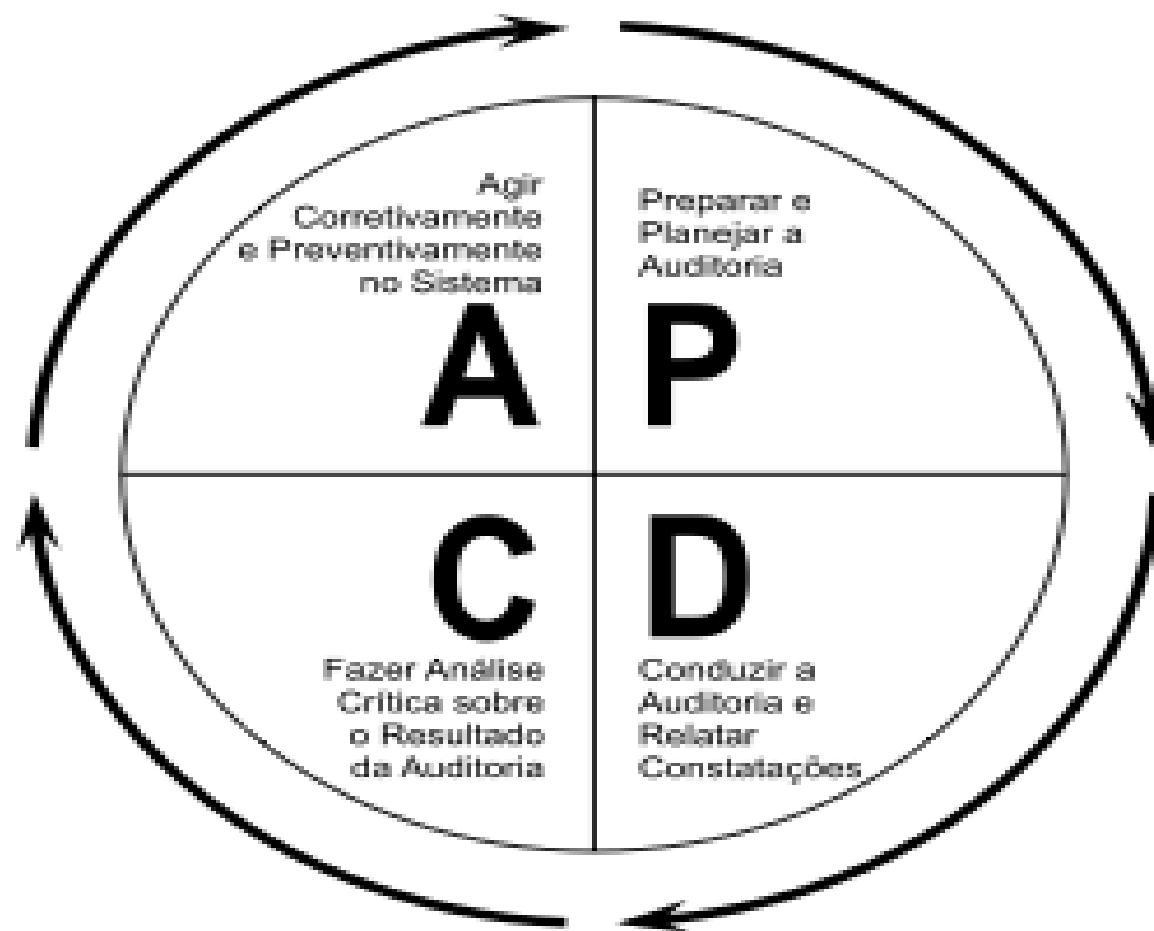 Agir
Corretivamente
e Preventivamente
no Sistema
A
Preparar e
Planejar a
Auditoria
P
C
Fazer Análise
Crítica sobre
o Resultado
da Auditoria
D
Conduzir a
Auditoria e
Relatar
Constatações